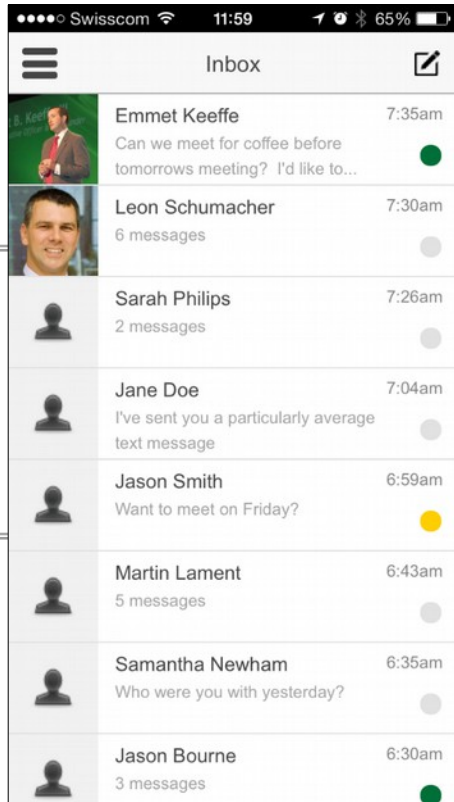 Swisscom 11:59 65%
Inbox
Emmet Keeffe 7:35am
Can we meet for coffee before
tomorrows meeting? I'd like to...
Leon Schumacher 7:30am
6 messages
Sarah Philips 7:26am
2 messages
Jane Doe 7:04am
I've sent you a particularly average
text message
Jason Smith 6:59am
Want to meet on Friday?
Martin Lament 6:43am
5 messages
Samantha Newham 6:35am
Who were you with yesterday?
Jason Bourne 6:30am
3 messages